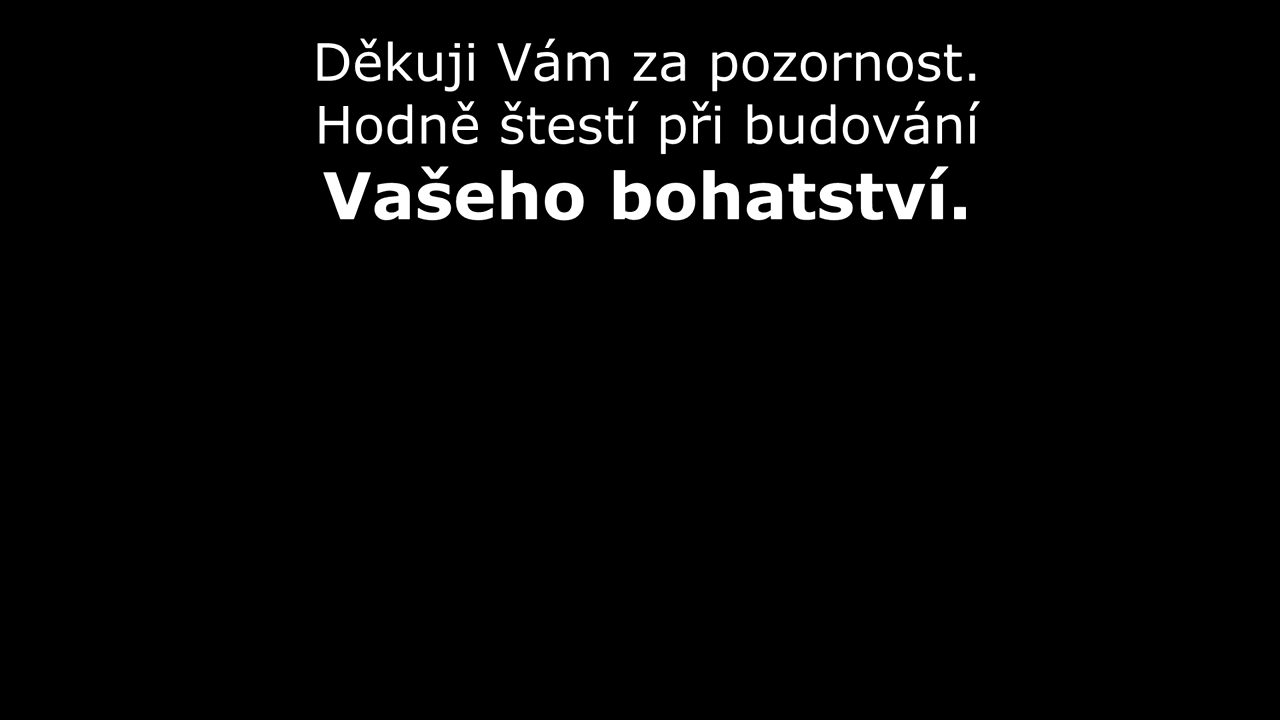 Děkuji Vám za pozornost.
Hodně štestí při budování
Vašeho bohatství.